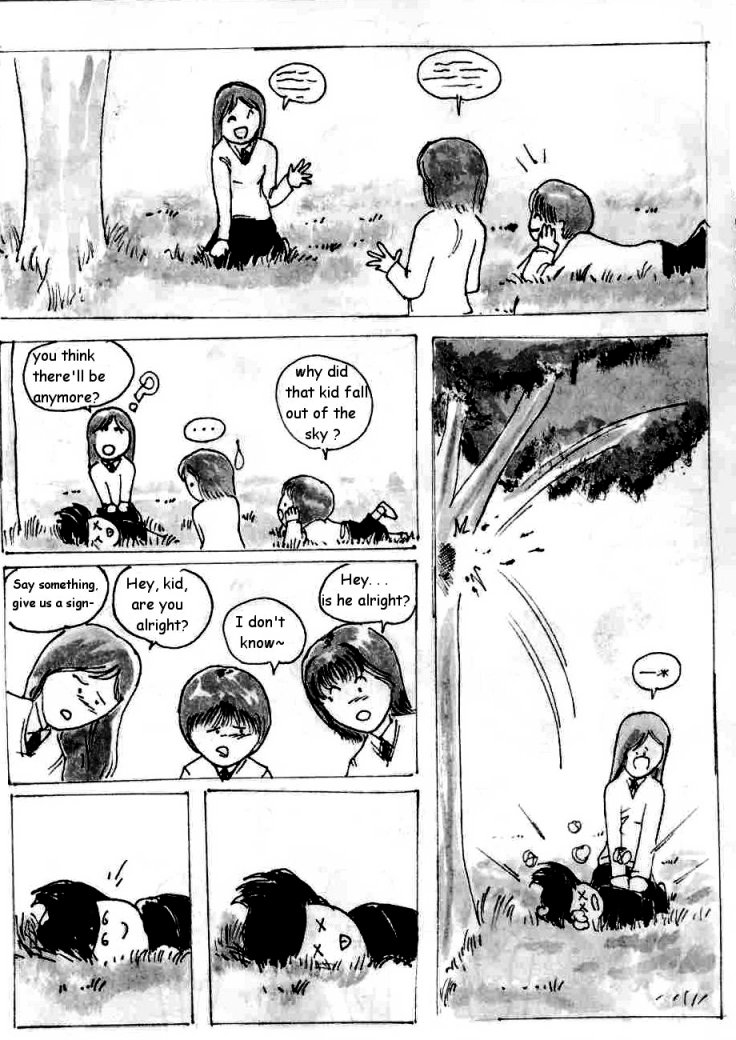 —*
why did
that kid fall
out of the
sky ?
...
you think
there'll be
anymore?
?
Hey. . .
is he alright?
I don't
know~
Hey, kid,
are you
alright?
Say something,
give us a sign-